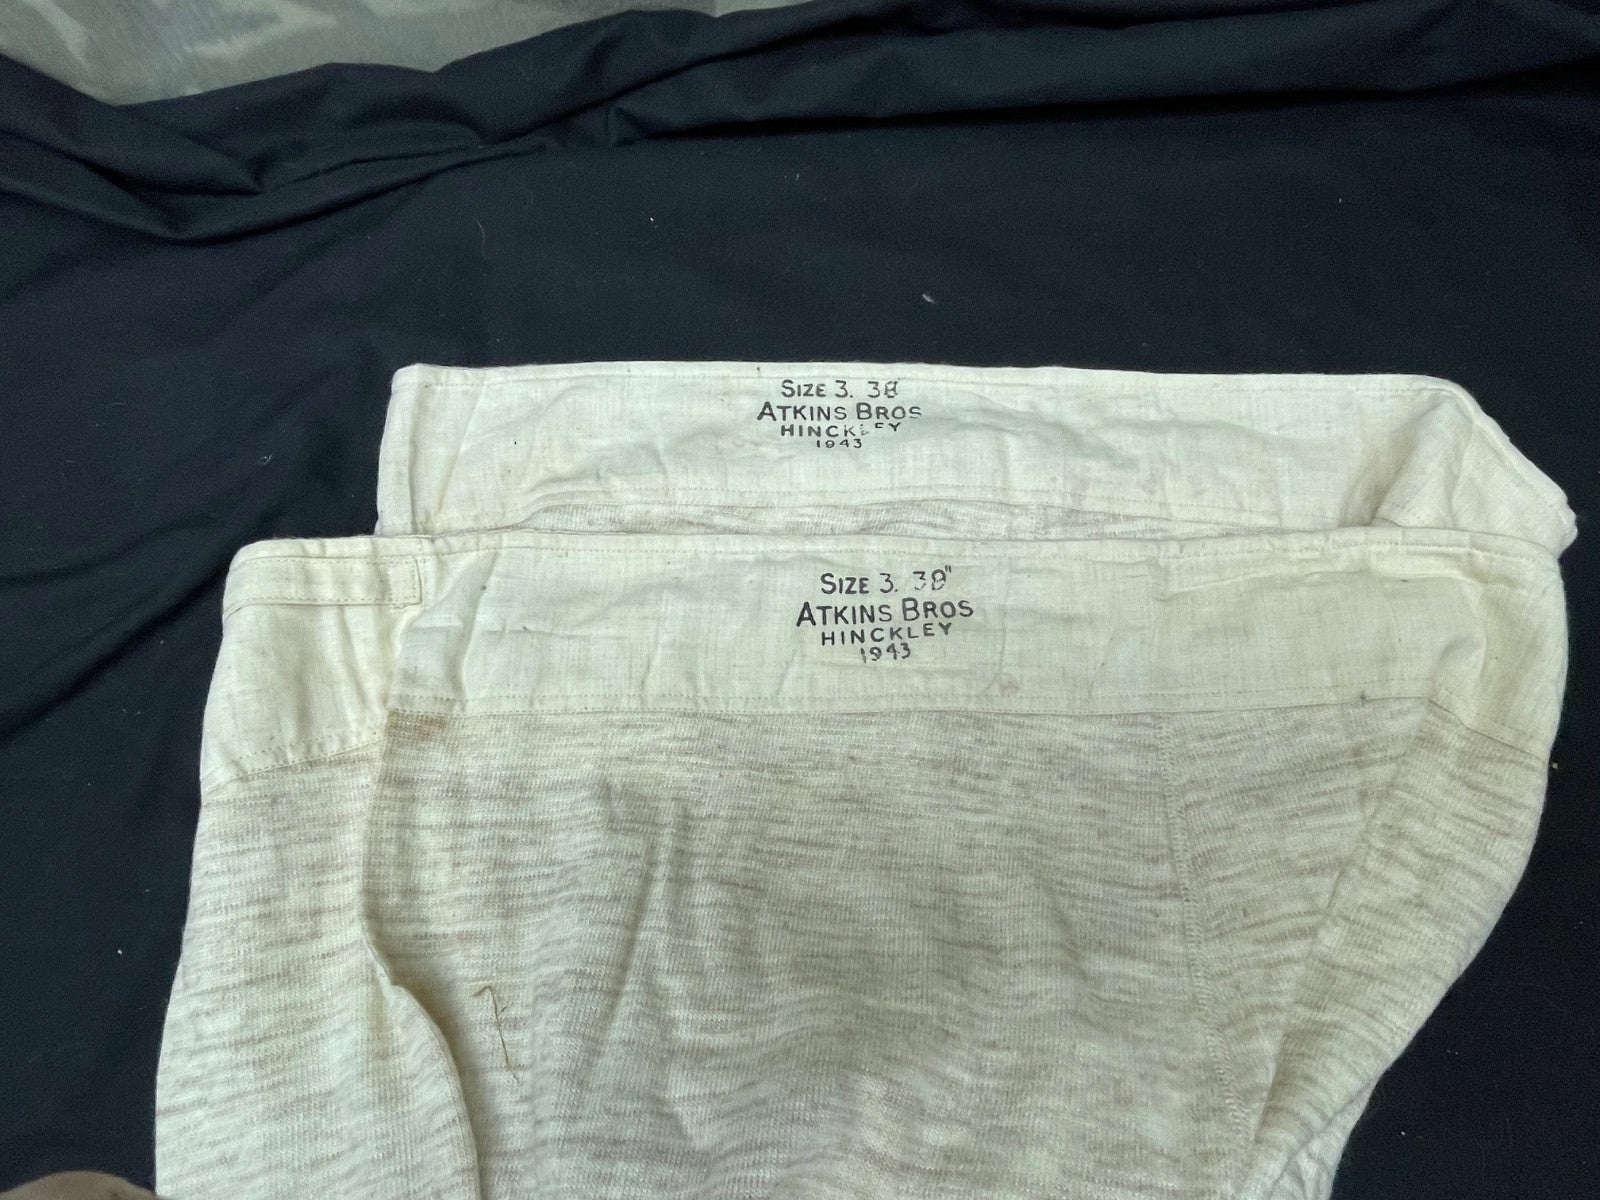 SIZE 3. 38
ATKINS BROS
HINCKLEY
1943
SIZE 3. 38"
ATKINS BROS
HINCKLEY
1943